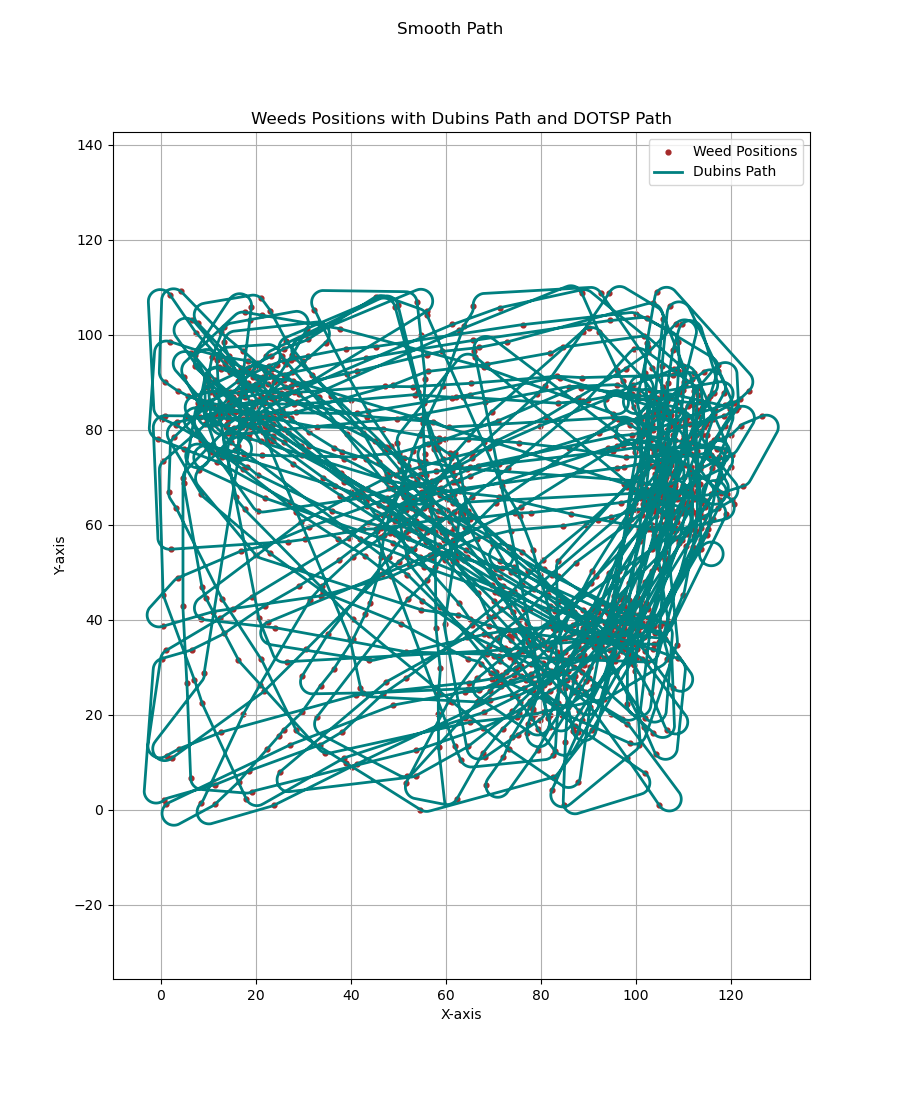 Smooth Path
Weeds Positions with Dubins Path and DOTSP Path
Weed Positions
Dubins Path
140
120
100
80
60
40
20
0
−20
0 20 40 60 80 100 120
X-axis
Y-axis